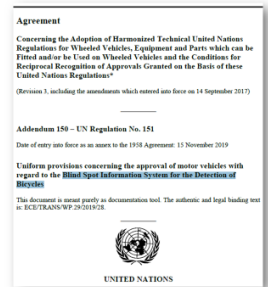 Agreement
Concerning the Adoption of Harmonized Technical United Nations
Regulations for Wheeled Vehicles, Equipment and Parts which can be
Fitted and/or be Used on Wheeled Vehicles and the Conditions for
Reciprocal Recognition of Approvals Granted on the Basis of these
United Nations Regulations*
(Revision 3, including the amendments which entered into force on 14 September 2017)
Addendum 150 – UN Regulation No. 151
Date of entry into force as an annex to the 1958 Agreement: 15 November 2019
Uniform provisions concerning the approval of motor vehicles with
regard to the Blind Spot Information System for the Detection of
Bicycles
This document is meant purely as documentation tool. The authentic and legal binding text
is: ECE/TRANS/WP.29/2019/28.
UNITED NATIONS